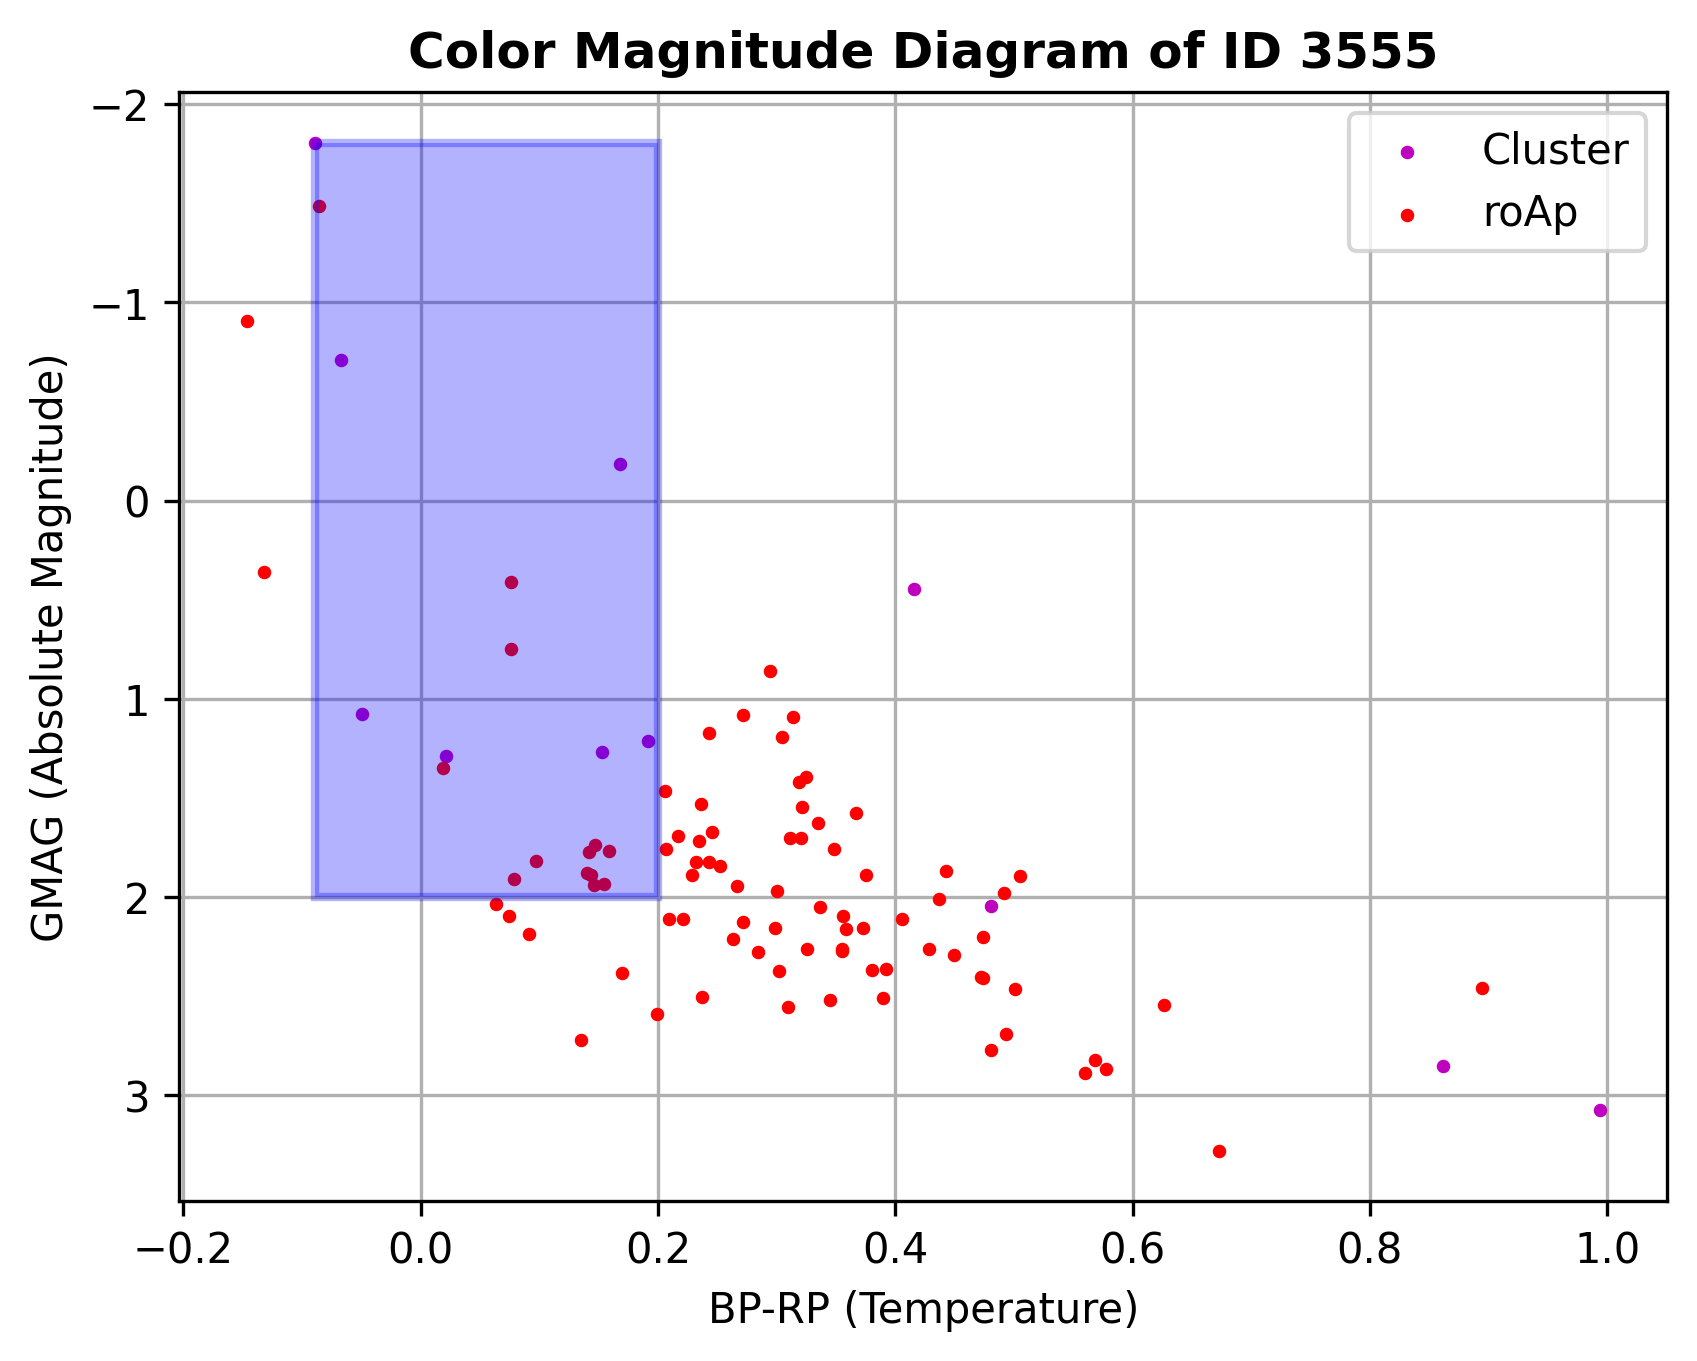 Color Magnitude Diagram of ID 3555
Cluster
roAp
−2
−1
0
1
2
3
GMAG (Absolute Magnitude)
−0.2 0.0 0.2 0.4 0.6 0.8 1.0
BP-RP (Temperature)